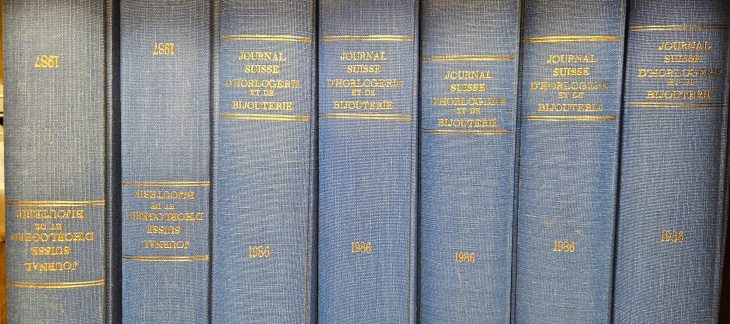 1987
JOURNAL
SUISSE
D'HORLOGERIE
ET DE
BIJOUTERIE
1987
JOURNAL
SUISSE
D'HORLOGERIE
ET DE
BIJOUTERIE
JOURNAL
SUISSE
D'HORLOGERIE
ET DE
BIJOUTERIE
1986
JOURNAL
SUISSE
D'HORLOGERIE
ET DE
BIJOUTERIE
1986
JOURNAL
SUISSE
D'HORLOGERIE
ET DE
BIJOUTERIE
1986
JOURNAL
SUISSE
D'HORLOGERIE
ET DE
BIJOUTERIE
1986
JOURNAL
SUISSE
D'HORLOGERIE
ET DE
BIJOUTERIE
1986